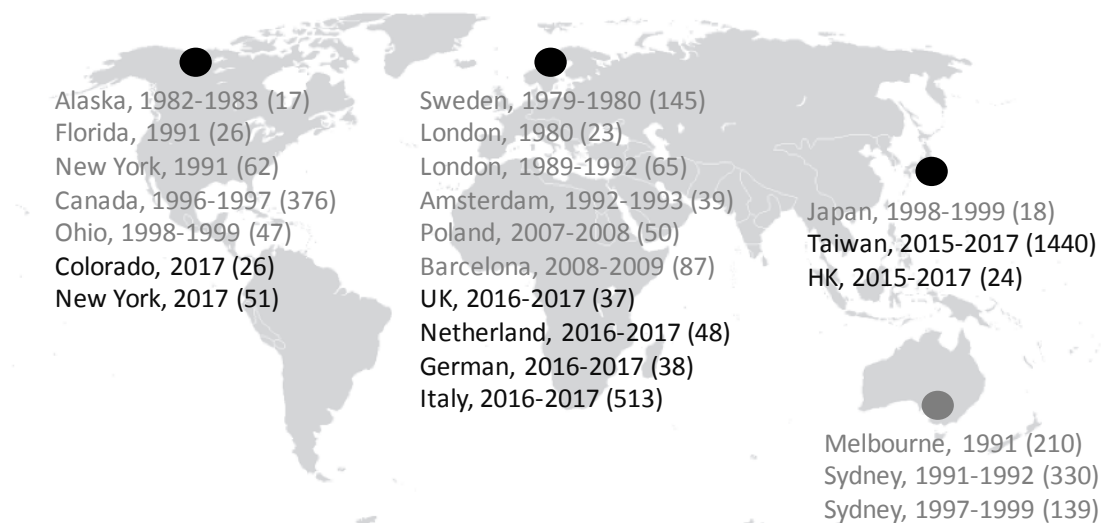 Alaska, 1982-1983 (17)
Florida, 1991 (26)
New York, 1991 (62)
Canada, 1996-1997 (376)
Ohio, 1998-1999 (47)
Colorado, 2017 (26)
New York, 2017 (51)
Sweden, 1979-1980 (145)
London, 1980 (23)
London, 1989-1992 (65)
Amsterdam, 1992-1993 (39)
Poland, 2007-2008 (50)
Barcelona, 2008-2009 (87)
UK, 2016-2017 (37)
Netherland, 2016-2017 (48)
German, 2016-2017 (38)
Italy, 2016-2017 (513)
Japan, 1998-1999 (18)
Taiwan, 2015-2017 (1440)
HK, 2015-2017 (24)
Melbourne, 1991 (210)
Sydney, 1991-1992 (330)
Sydney, 1997-1999 (139)